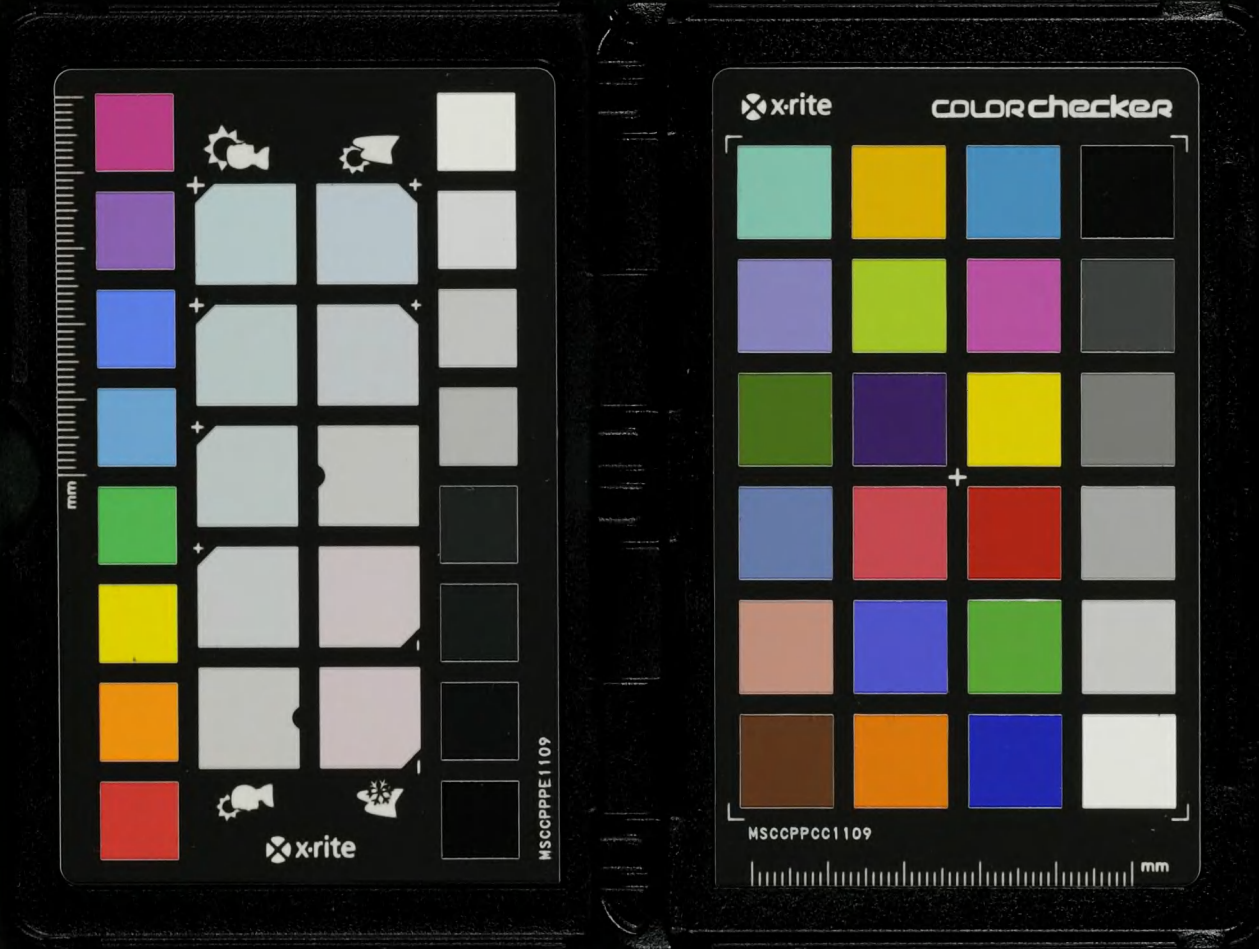 mm
x·rite
MSCCPPPE1109
x·rite
colorchecker
MSCCPPCC1109
mm